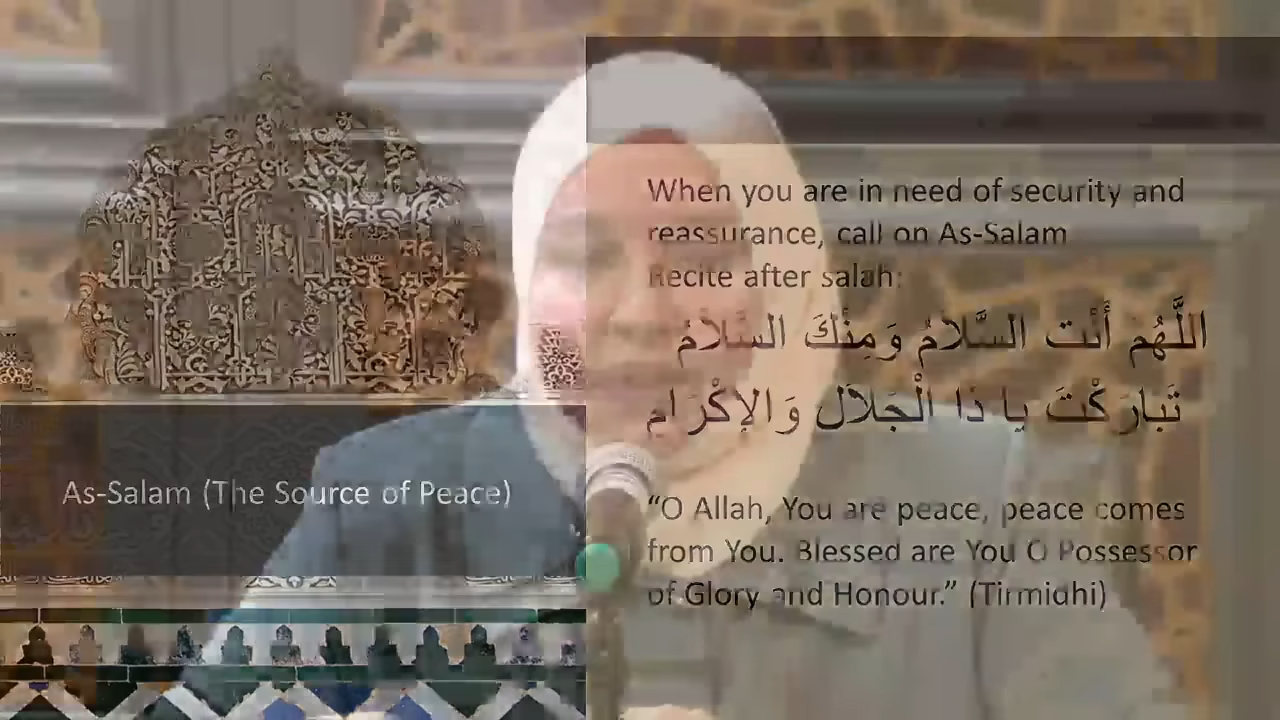 As-Salam (The Source of Peace)
When you are in need of security and
reassurance, call on As-Salam
Recite after salah:
اللَّهُمَّ أَنْتَ السَّلاَمُ وَمِنْكَ السَّلاَمُ
تَبَارَكْتَ يَا ذَا الْجَلاَلِ وَالإِكْرَامِ
“O Allah, You are peace, peace comes
from You. Blessed are You O Possessor
of Glory and Honour.” (Tirmidhi)